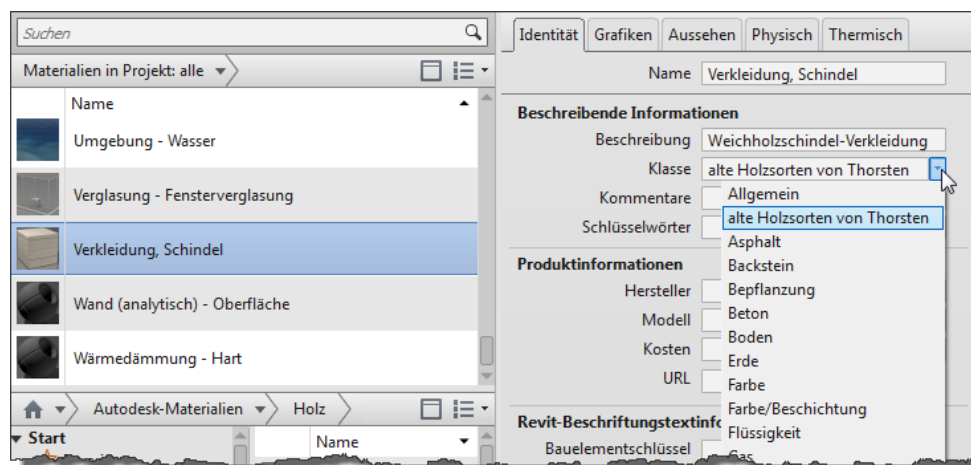 Suchen
Materialien in Projekt: alle
Name
Umgebung - Wasser
Verglasung - Fensterverglasung
Verkleidung, Schindel
Wand (analytisch) - Oberfläche
Wärmedämmung - Hart
Autodesk-Materialien Holz
Start Name
Identität Grafiken Aussehen Physisch Thermisch
Name Verkleidung, Schindel
Beschreibende Informationen
Beschreibung Weichholzschindel-Verkleidung
Klasse alte Holzsorten von Thorsten
Kommentare
Schlüsselwörter
Produktinformationen
Hersteller
Modell
Kosten
URL
Revit-Beschriftungstextinfo
Bauelementschlüssel
Allgemein
alte Holzsorten von Thorsten
Asphalt
Backstein
Bepflanzung
Beton
Boden
Erde
Farbe
Farbe/Beschichtung
Flüssigkeit
Gas